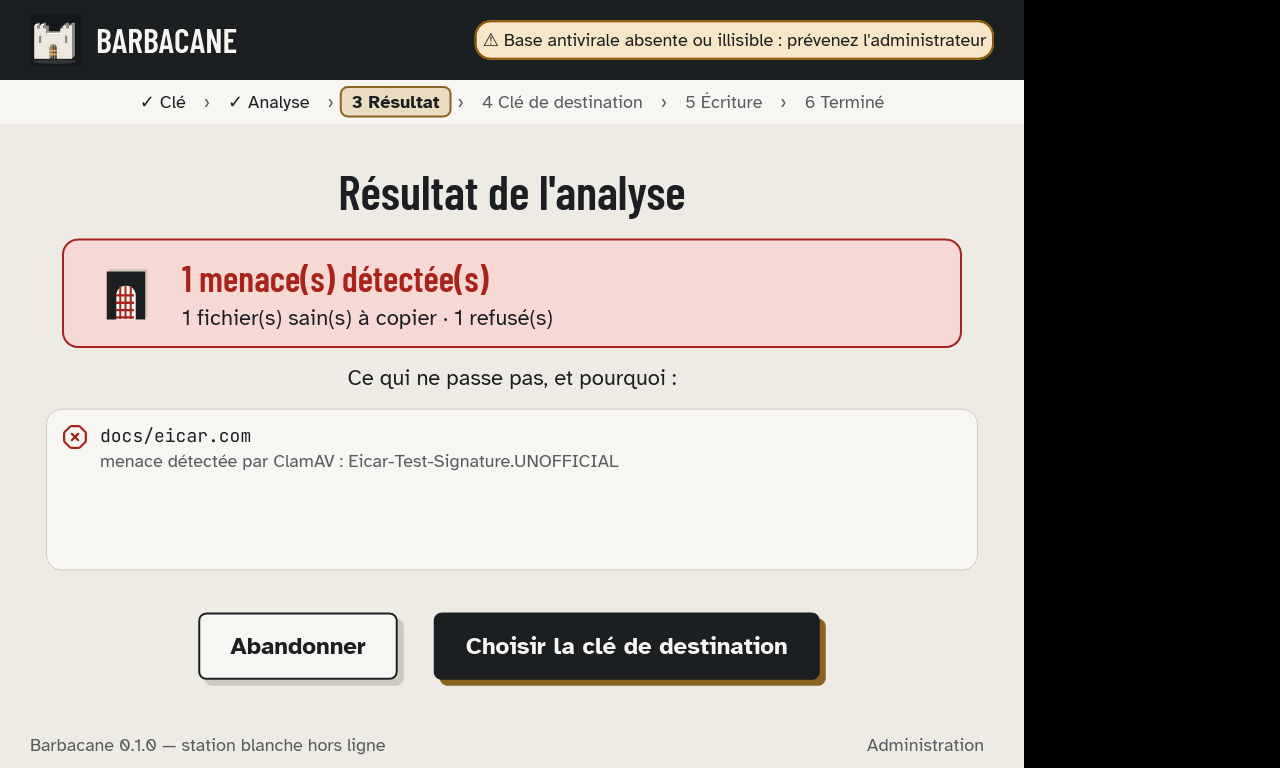 BARBACANE
⚠ Base antivirale absente ou illisible : prévenez l'administrateur
✓ Clé › ✓ Analyse › 3 Résultat › 4 Clé de destination › 5 Écriture › 6 Terminé
Résultat de l'analyse
1 menace(s) détectée(s)
1 fichier(s) sain(s) à copier · 1 refusé(s)
Ce qui ne passe pas, et pourquoi :
docs/eicar.com
menace détectée par ClamAV : Eicar-Test-Signature.UNOFFICIAL
Abandonner
Choisir la clé de destination
Barbacane 0.1.0 — station blanche hors ligne
Administration